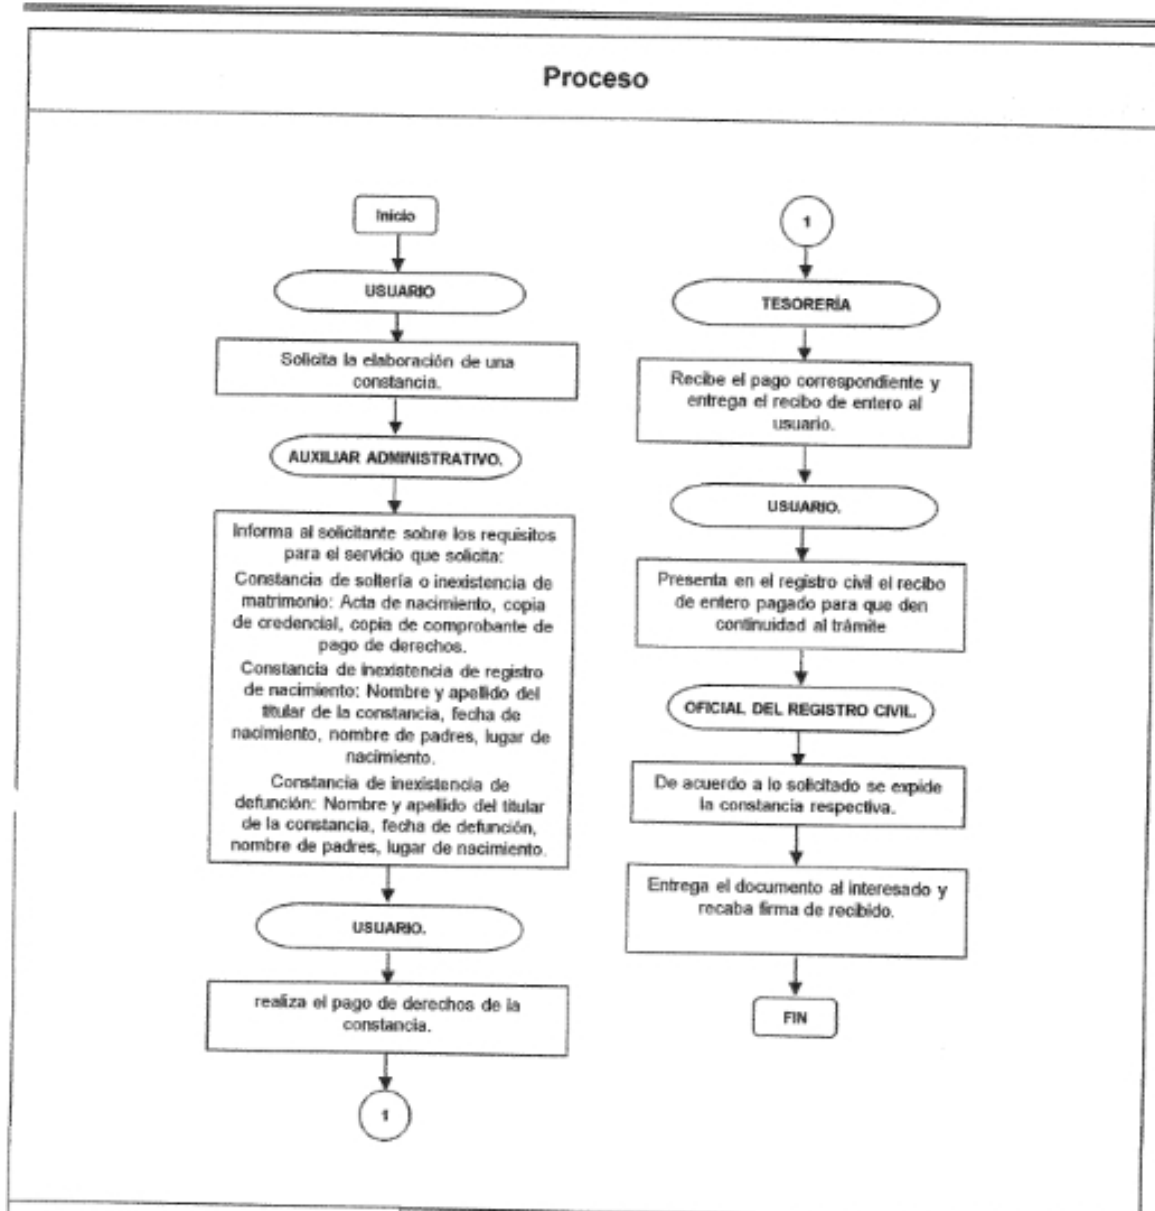 Proceso
Inicio
USUARIO
Solicita la elaboración de una
constancia.
AUXILIAR ADMINISTRATIVO.
Informa al solicitante sobre los requisitos
para el servicio que solicita:
Constancia de soltería o inexistencia de
matrimonio: Acta de nacimiento, copia
de credencial, copia de comprobante de
pago de derechos.
Constancia de inexistencia de registro
de nacimiento: Nombre y apellido del
titular de la constancia, fecha de
nacimiento, nombre de padres, lugar de
nacimiento.
Constancia de inexistencia de
defunción: Nombre y apellido del titular
de la constancia, fecha de defunción,
nombre de padres, lugar de nacimiento.
USUARIO.
realiza el pago de derechos de la
constancia.
1
1
TESORERÍA
Recibe el pago correspondiente y
entrega el recibo de entero al
usuario.
USUARIO.
Presenta en el registro civil el recibo
de entero pagado para que den
continuidad al trámite
OFICIAL DEL REGISTRO CIVIL.
De acuerdo a lo solicitado se expide
la constancia respectiva.
Entrega el documento al interesado y
recaba firma de recibido.
FIN